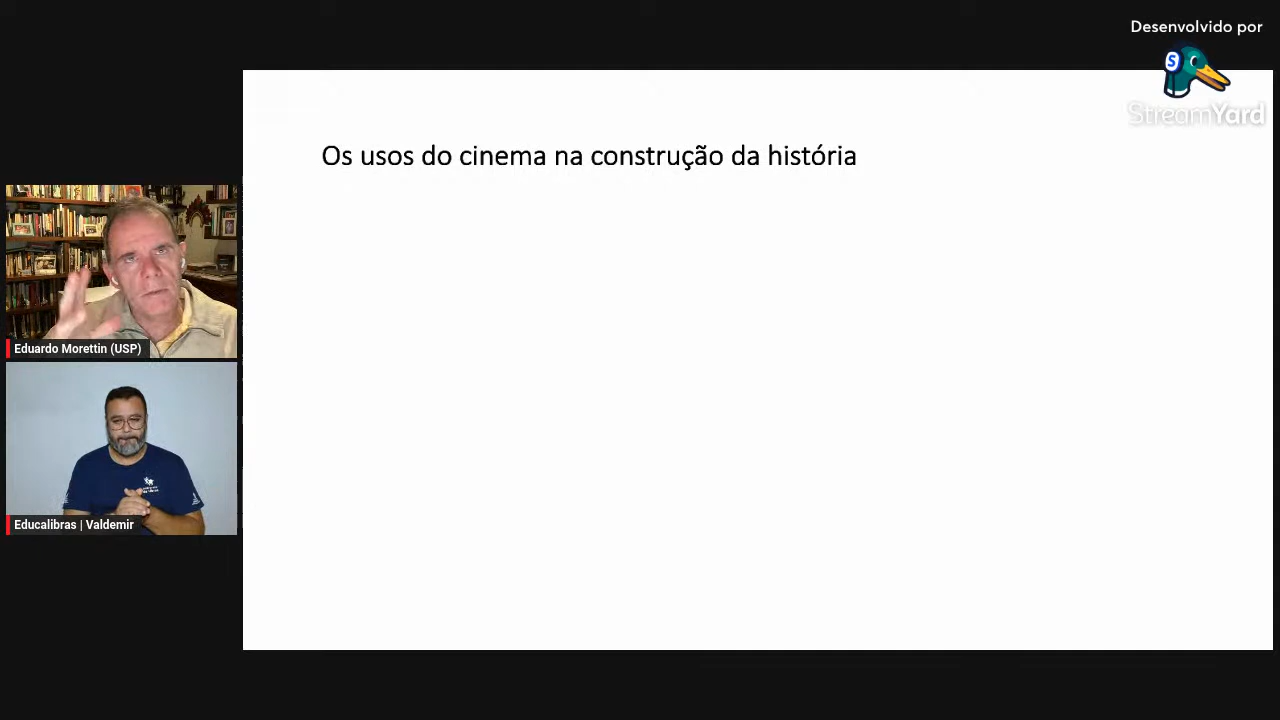 Desenvolvido por
S
StreamYard
Os usos do cinema na construção da história
Eduardo Morettin (USP)
Educalibras | Valdemir